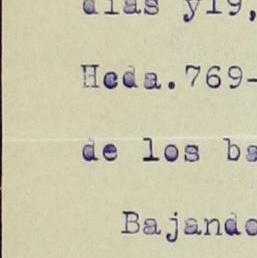 días y19,
Hcda.769-
de los ba
Bajando